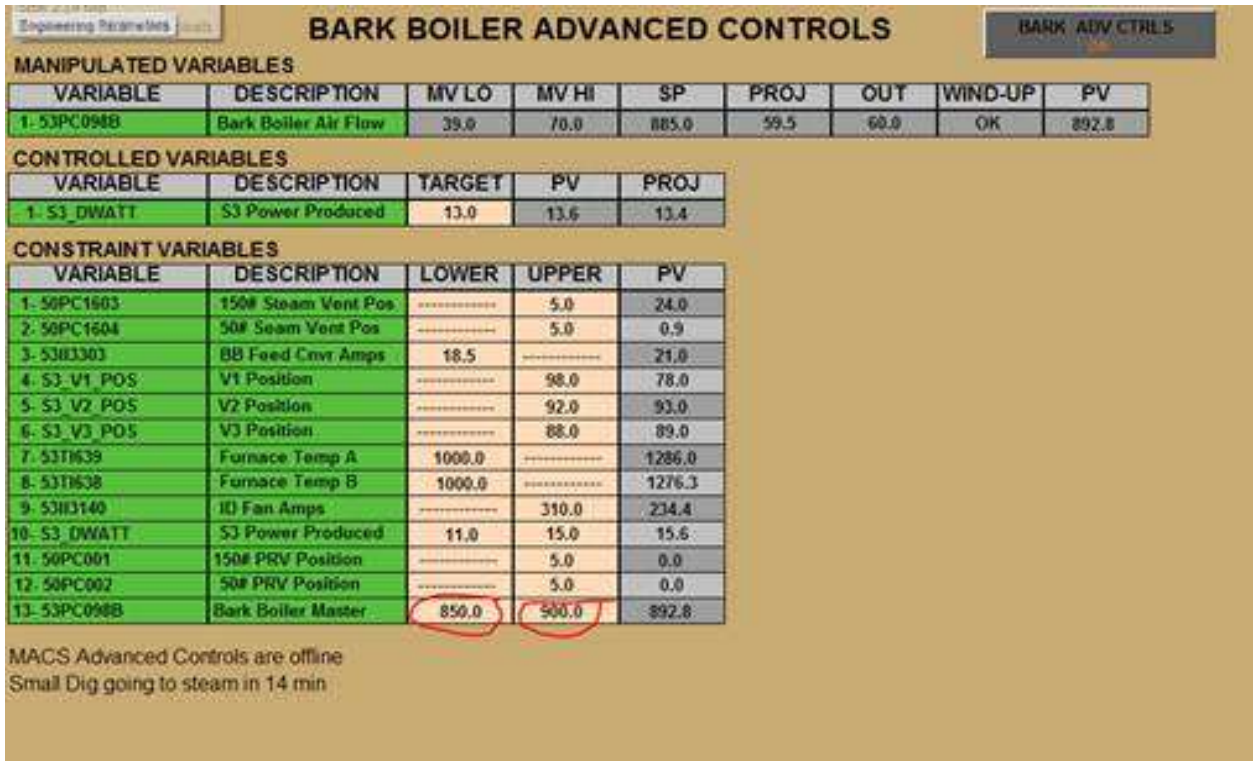 Engineering Parameters
BARK BOILER ADVANCED CONTROLS
BARK ADV CTRLS
MANIPULATED VARIABLES
VARIABLE DESCRIPTION MV LO MV HI SP PROJ OUT WIND-UP PV
1- 53PC098B Bark Boiler Air Flow 39.0 70.0 885.0 59.5 60.0 OK 892.8
CONTROLLED VARIABLES
VARIABLE DESCRIPTION TARGET PV PROJ
1- S3_DWATT S3 Power Produced 13.0 13.6 13.4
CONSTRAINT VARIABLES
VARIABLE DESCRIPTION LOWER UPPER PV
1- 50PC1603 150# Steam Vent Pos ------------ 5.0 24.0
2- 50PC1604 50# Seam Vent Pos ------------ 5.0 0.9
3- 53II3303 BB Feed Cnvr Amps 18.5 ------------ 21.0
4- S3_V1_POS V1 Position ------------ 98.0 78.0
5- S3_V2_POS V2 Position ------------ 92.0 93.0
6- S3_V3_POS V3 Position ------------ 88.0 89.0
7- 53TI639 Furnace Temp A 1000.0 ------------ 1286.0
8- 53TI638 Furnace Temp B 1000.0 ------------ 1276.3
9- 53II3140 ID Fan Amps ------------ 310.0 234.4
10- S3_DWATT S3 Power Produced 11.0 15.0 15.6
11- 50PC001 150# PRV Position ------------ 5.0 0.0
12- 50PC002 50# PRV Position ------------ 5.0 0.0
13- 53PC098B Bark Boiler Master 850.0 900.0 892.8
MACS Advanced Controls are offline
Small Dig going to steam in 14 min